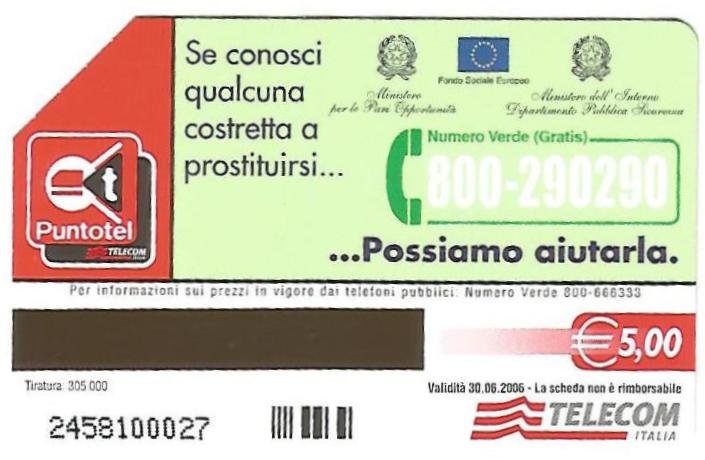 Se conosci
qualcuna
costretta a
prostituirsi...
Ministero
per le Pari Opportunità
Fondo Sociale Europeo
Ministero dell'Interno
Dipartimento Pubblica Sicurezza
Numero Verde (Gratis)
800-290290
...Possiamo aiutarla.
t
Puntotel
TELECOM
ITALIA
Per informazioni sui prezzi in vigore dai telefoni pubblici: Numero Verde 800-666333
€ 5,00
Tiratura: 305 000
Validità 30.06.2006 - La scheda non è rimborsabile
2458100027
TELECOM
ITALIA